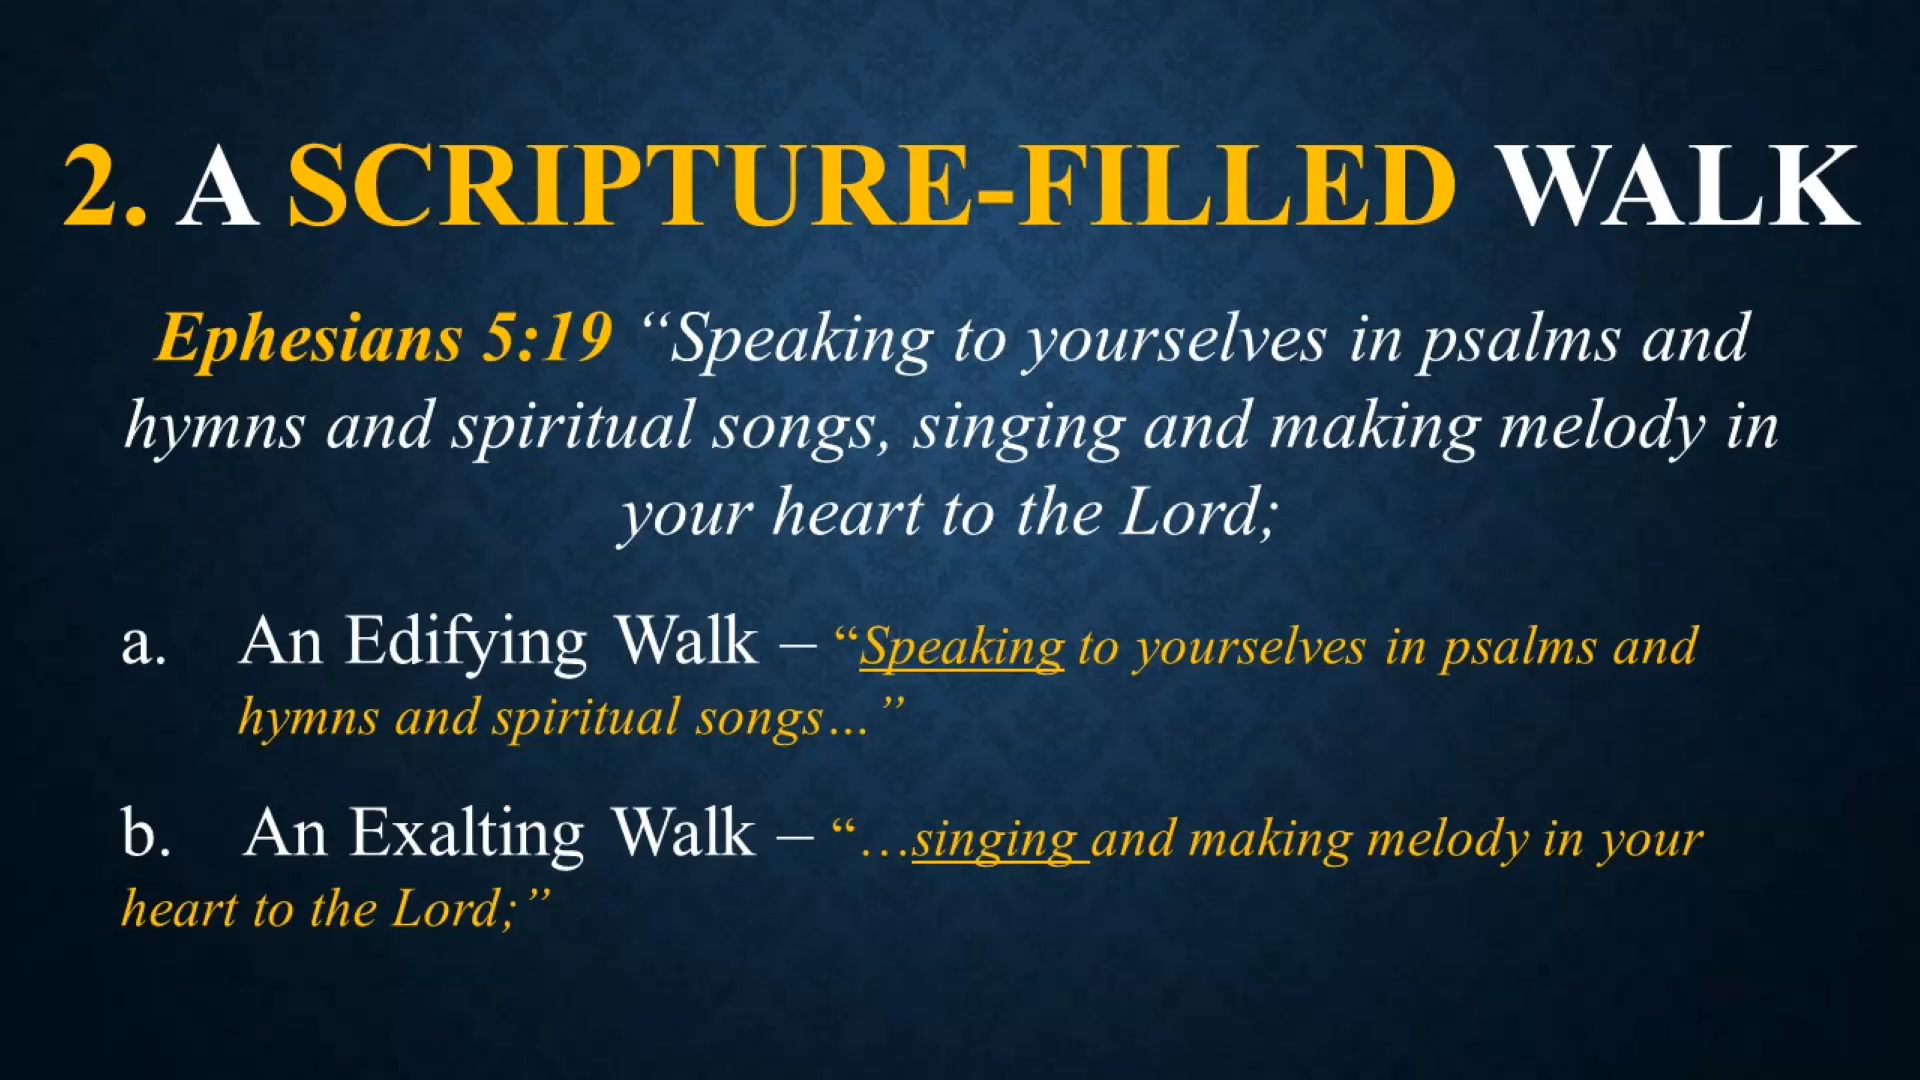 2. A SCRIPTURE-FILLED WALK
Ephesians 5:19 “Speaking to yourselves in psalms and
hymns and spiritual songs, singing and making melody in
your heart to the Lord;
a. An Edifying Walk – “Speaking to yourselves in psalms and
hymns and spiritual songs…”
b. An Exalting Walk – “…singing and making melody in your
heart to the Lord;”